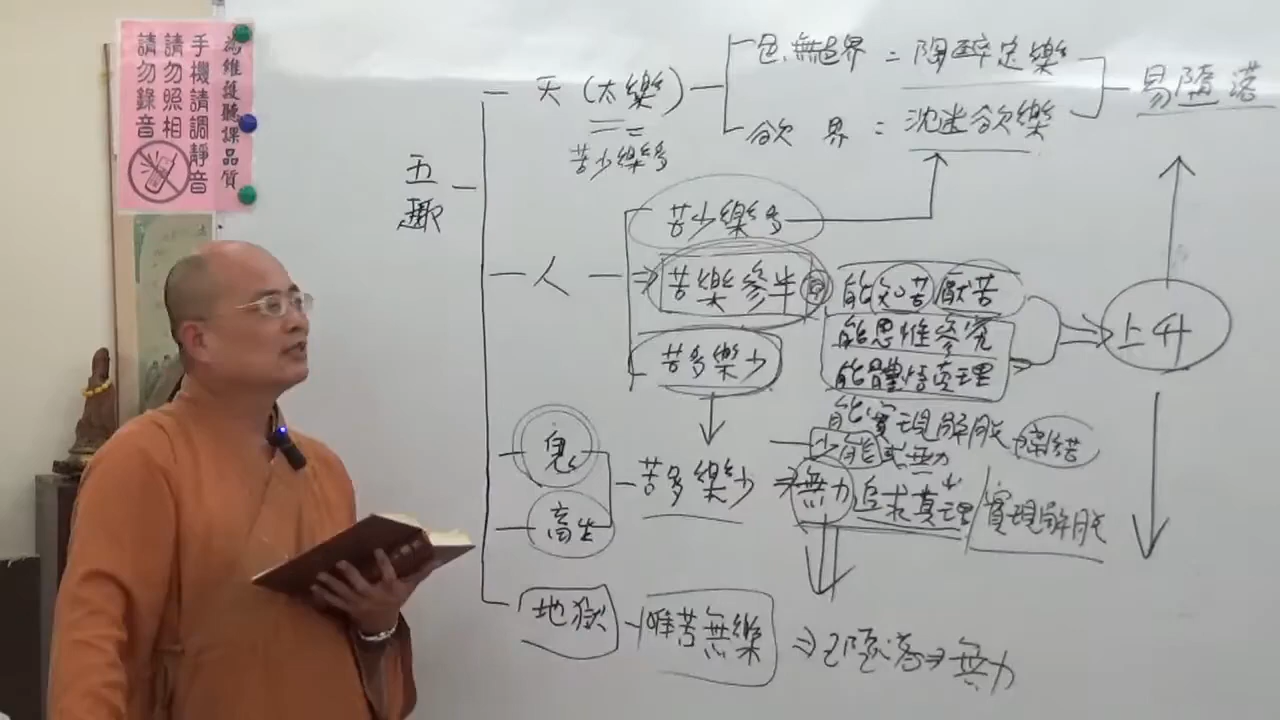 為維護聽課品質
手機請調靜音
請勿照相
請勿錄音
五趣
天(太樂)
苦少樂多
色、無色界 = 陶醉定樂
欲界 : 沈迷欲樂
易墮落
人
苦少樂多
苦樂參半
能知苦厭苦
能思惟參究
能體悟真理
能實現解脫
上升
苦多樂少
少能或無力
鬼
畜生
苦多樂少
無力追求真理/實現解脫
地獄
唯苦無樂
已墮落⇒無力